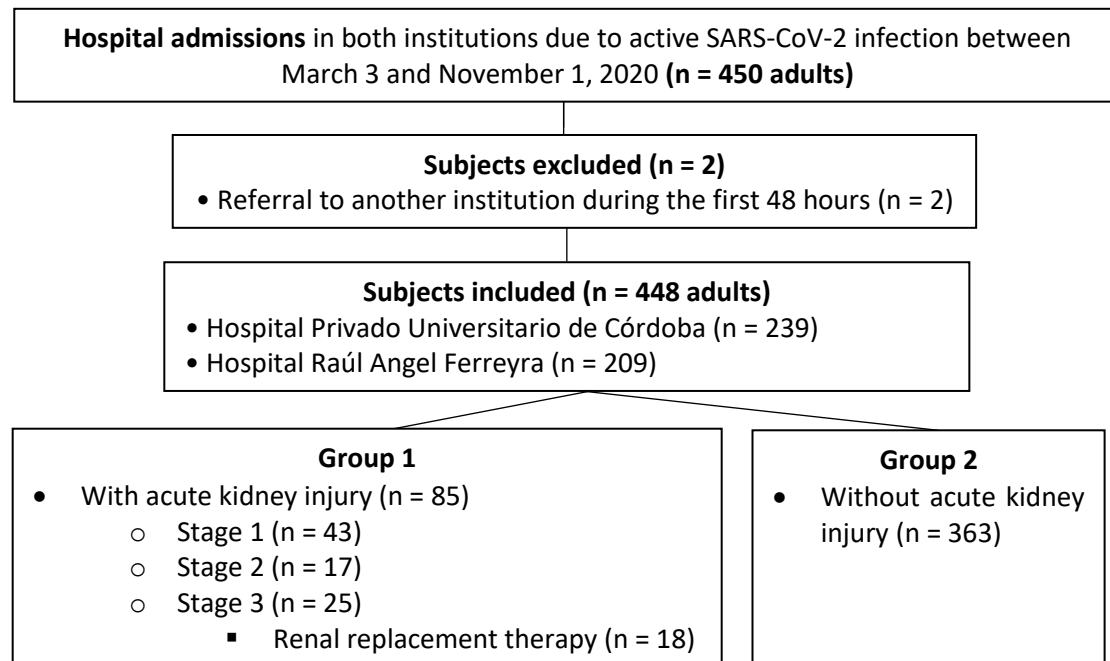 Hospital admissions in both institutions due to active SARS-CoV-2 infection between
March 3 and November 1, 2020 (n = 450 adults)
Subjects excluded (n = 2)
• Referral to another institution during the first 48 hours (n = 2)
Subjects included (n = 448 adults)
• Hospital Privado Universitario de Córdoba (n = 239)
• Hospital Raúl Angel Ferreyra (n = 209)
Group 1
• With acute kidney injury (n = 85)
o Stage 1 (n = 43)
o Stage 2 (n = 17)
o Stage 3 (n = 25)
▪ Renal replacement therapy (n = 18)
Group 2
• Without acute kidney
injury (n = 363)